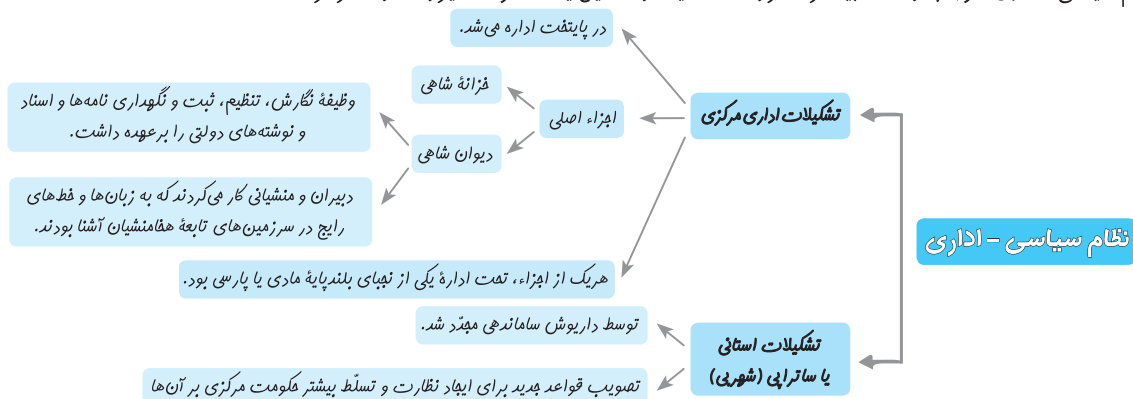 نظام سیاسی - اداری
تشکیلات اداری مرکزی
در پایتخت اداره می‌شد.
اجزاء اصلی
خزانهٔ شاهی
دیوان شاهی
وظیفهٔ نگارش، تنظیم، ثبت و نگهداری نامه‌ها و اسناد
و نوشته‌های دولتی را برعهده داشت.
دبیران و منشیانی کار می‌کردند که به زبان‌ها و خط‌های
رایج در سرزمین‌های تابعهٔ هخامنشیان آشنا بودند.
هریک از اجزاء، تحت ادارهٔ یکی از نجبای بلندپایهٔ مادی یا پارسی بود.
تشکیلات استانی
یا ساتراپی (شهربی)
توسط داریوش ساماندهی مجدّد شد.
تصویب قواعد جدید برای ایجاد نظارت و تسلّط بیشتر حکومت مرکزی بر آن‌ها